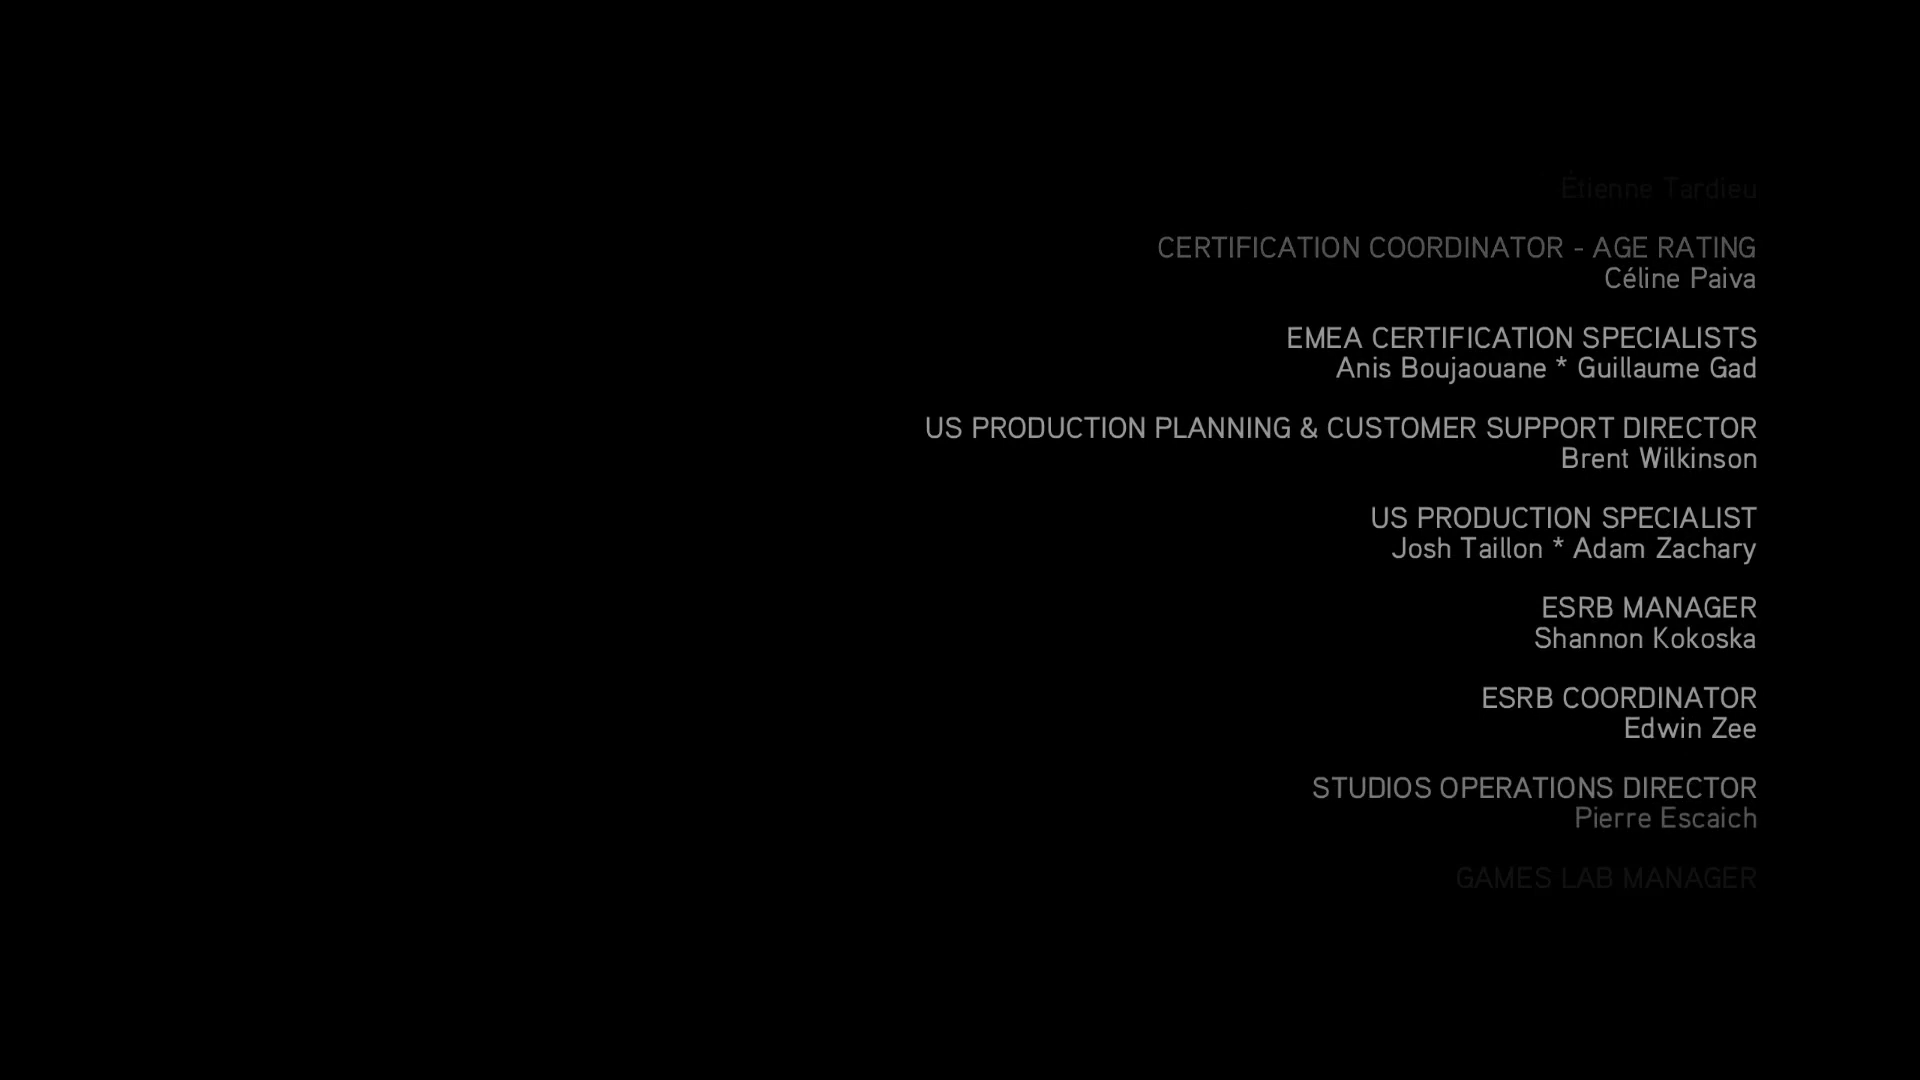 Étienne Tardieu
CERTIFICATION COORDINATOR - AGE RATING
Céline Paiva
EMEA CERTIFICATION SPECIALISTS
Anis Boujaouane * Guillaume Gad
US PRODUCTION PLANNING & CUSTOMER SUPPORT DIRECTOR
Brent Wilkinson
US PRODUCTION SPECIALIST
Josh Taillon * Adam Zachary
ESRB MANAGER
Shannon Kokoska
ESRB COORDINATOR
Edwin Zee
STUDIOS OPERATIONS DIRECTOR
Pierre Escaich
GAMES LAB MANAGER